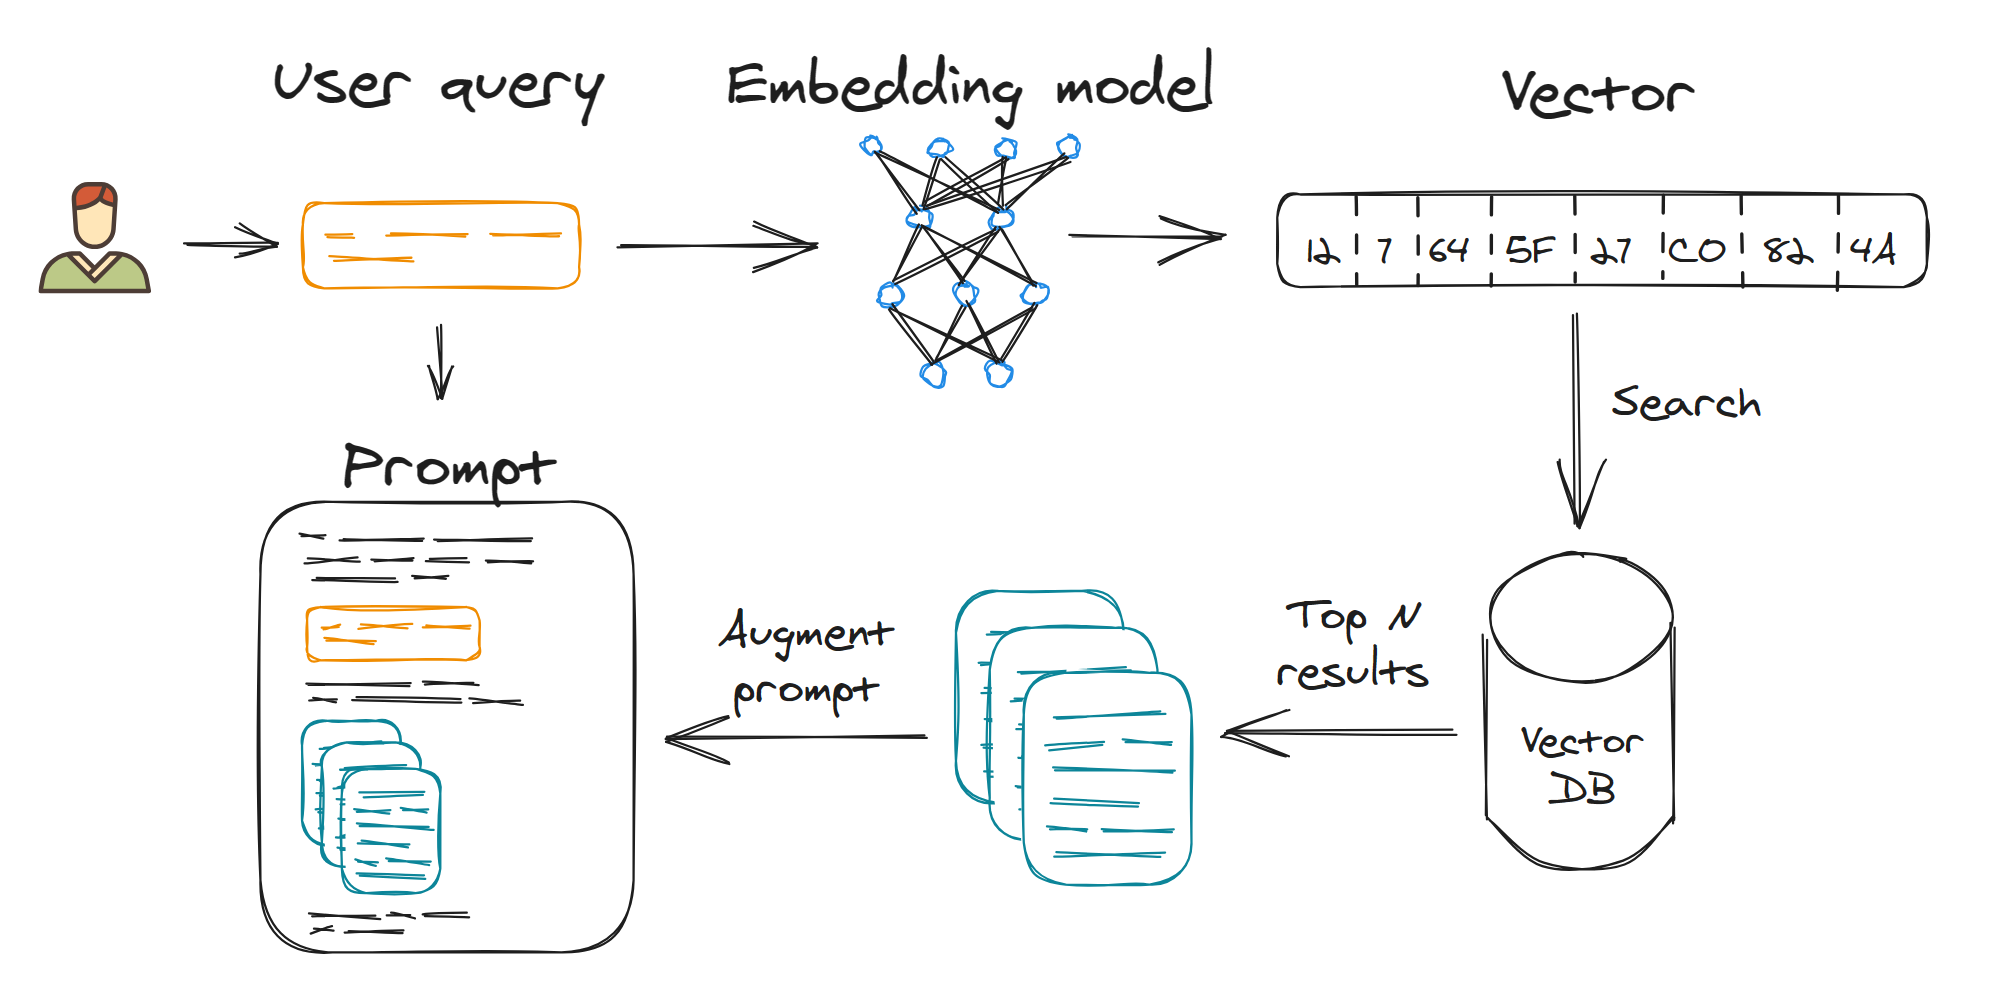 User query
Embedding model
Vector
12 7 64 5F 27 CO 82 4A
Search
Prompt
Augment
prompt
Top N
results
Vector
DB